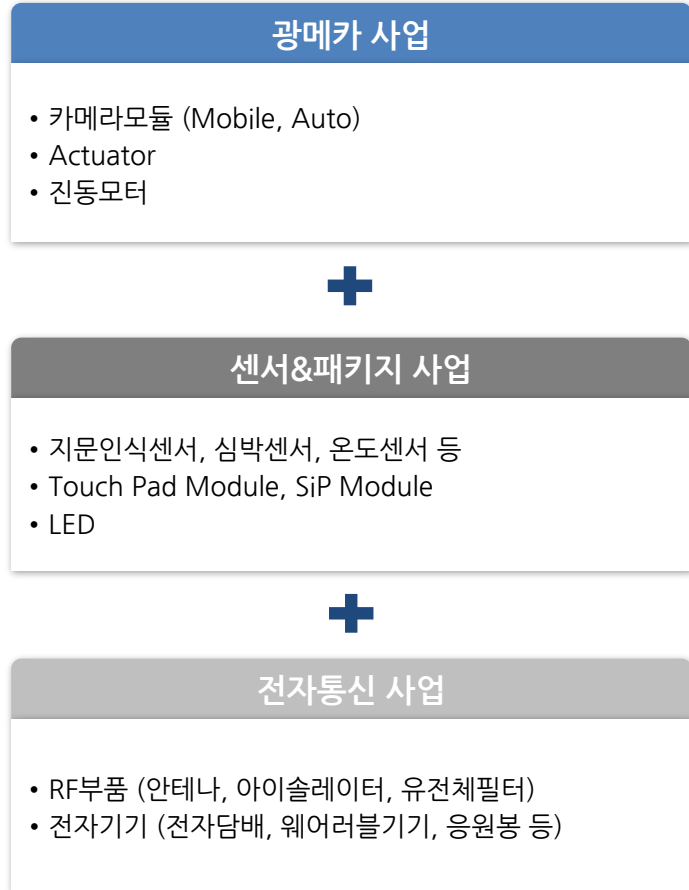 광메카 사업
• 카메라모듈 (Mobile, Auto)
• Actuator
• 진동모터
센서&패키지 사업
• 지문인식센서, 심박센서, 온도센서 등
• Touch Pad Module, SiP Module
• LED
전자통신 사업
• RF부품 (안테나, 아이솔레이터, 유전체필터)
• 전자기기 (전자담배, 웨어러블기기, 응원봉 등)